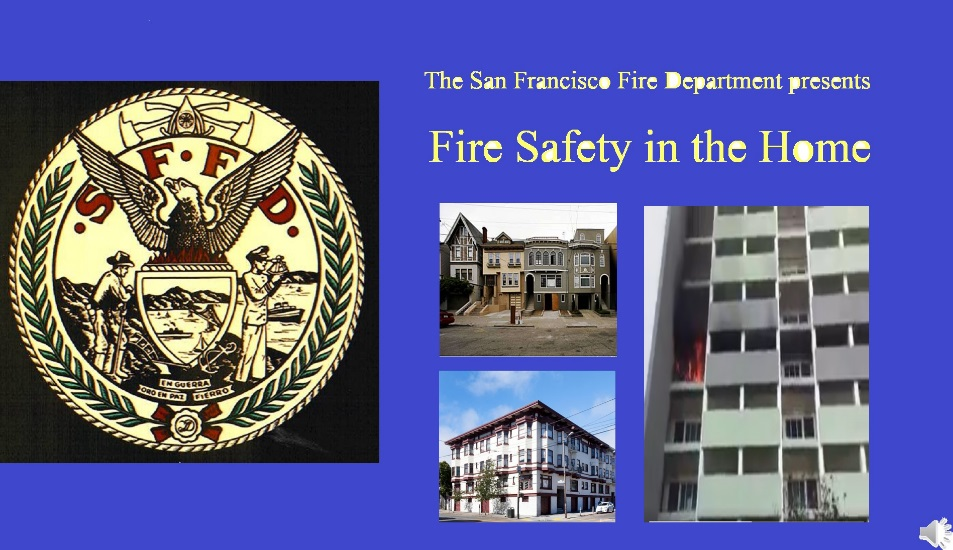 The San Francisco Fire Department presents
Fire Safety in the Home
S·F·F·D
EN GUERRA
ORO EN PAZ FIERRO